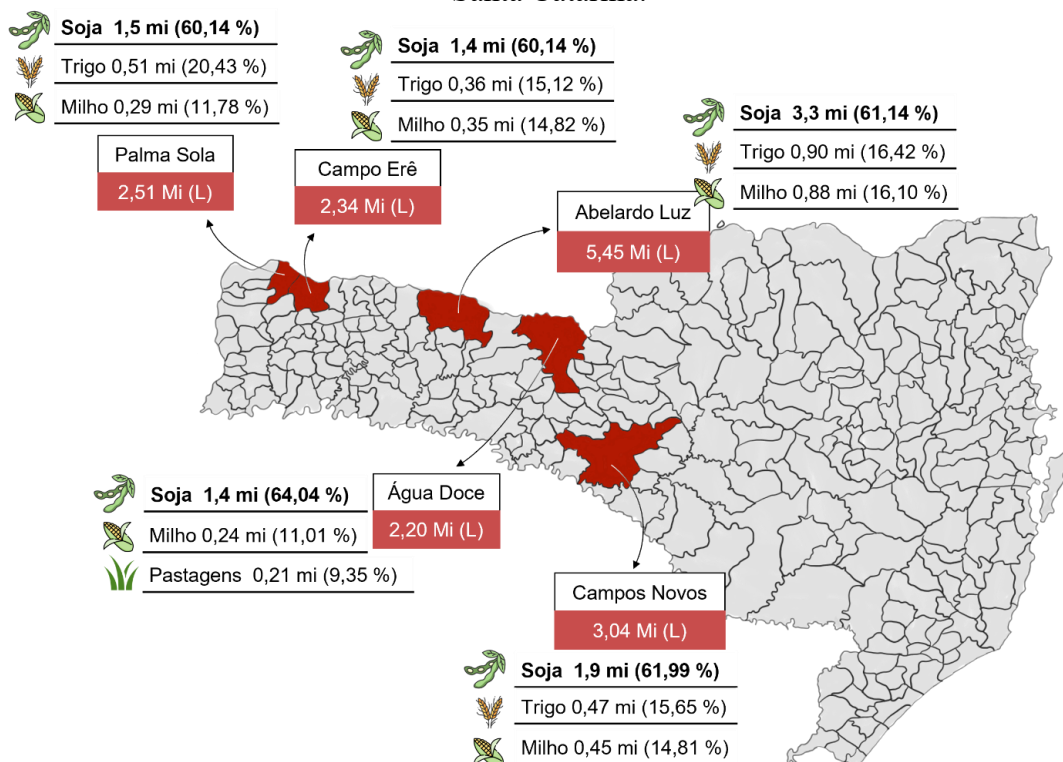 Soja 1,5 mi (60,14 %)
Trigo 0,51 mi (20,43 %)
Milho 0,29 mi (11,78 %)
Palma Sola
2,51 Mi (L)
Soja 1,4 mi (60,14 %)
Trigo 0,36 mi (15,12 %)
Milho 0,35 mi (14,82 %)
Campo Erê
2,34 Mi (L)
Soja 3,3 mi (61,14 %)
Trigo 0,90 mi (16,42 %)
Milho 0,88 mi (16,10 %)
Abelardo Luz
5,45 Mi (L)
Soja 1,4 mi (64,04 %)
Milho 0,24 mi (11,01 %)
Pastagens 0,21 mi (9,35 %)
Água Doce
2,20 Mi (L)
Campos Novos
3,04 Mi (L)
Soja 1,9 mi (61,99 %)
Trigo 0,47 mi (15,65 %)
Milho 0,45 mi (14,81 %)